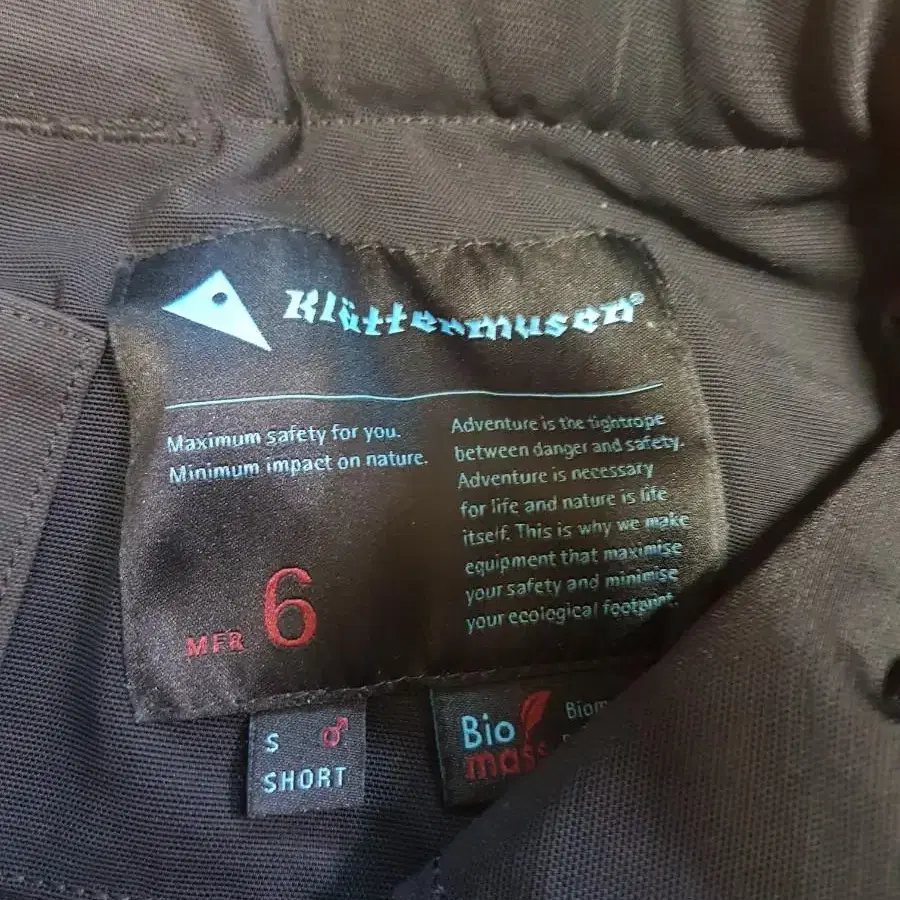 Klättermusen®
Maximum safety for you.
Minimum impact on nature.
Adventure is the tightrope
between danger and safety.
Adventure is necessary
for life and nature is life
itself. This is why we make
equipment that maximise
your safety and minimise
your ecological footprint.
MFR 6
S ♂
SHORT
Bio
mass